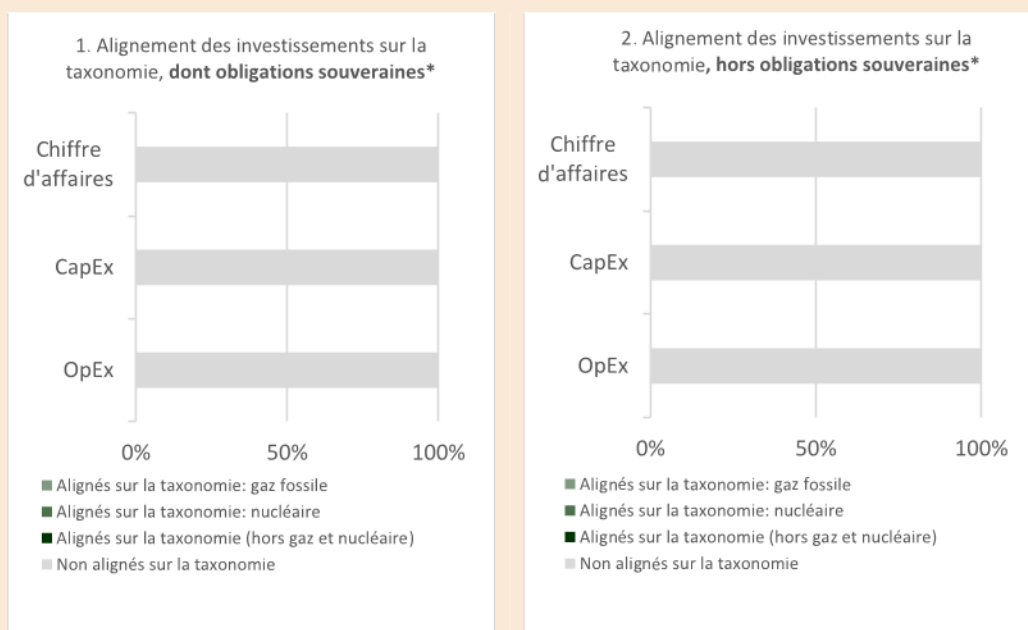 1. Alignement des investissements sur la
taxonomie, dont obligations souveraines*
Chiffre
d'affaires
CapEx
OpEx
0%
50%
100%
Alignés sur la taxonomie: gaz fossile
Alignés sur la taxonomie: nucléaire
Alignés sur la taxonomie (hors gaz et nucléaire)
Non alignés sur la taxonomie
2. Alignement des investissements sur la
taxonomie, hors obligations souveraines*
Chiffre
d'affaires
CapEx
OpEx
0%
50%
100%
Alignés sur la taxonomie: gaz fossile
Alignés sur la taxonomie: nucléaire
Alignés sur la taxonomie (hors gaz et nucléaire)
Non alignés sur la taxonomie